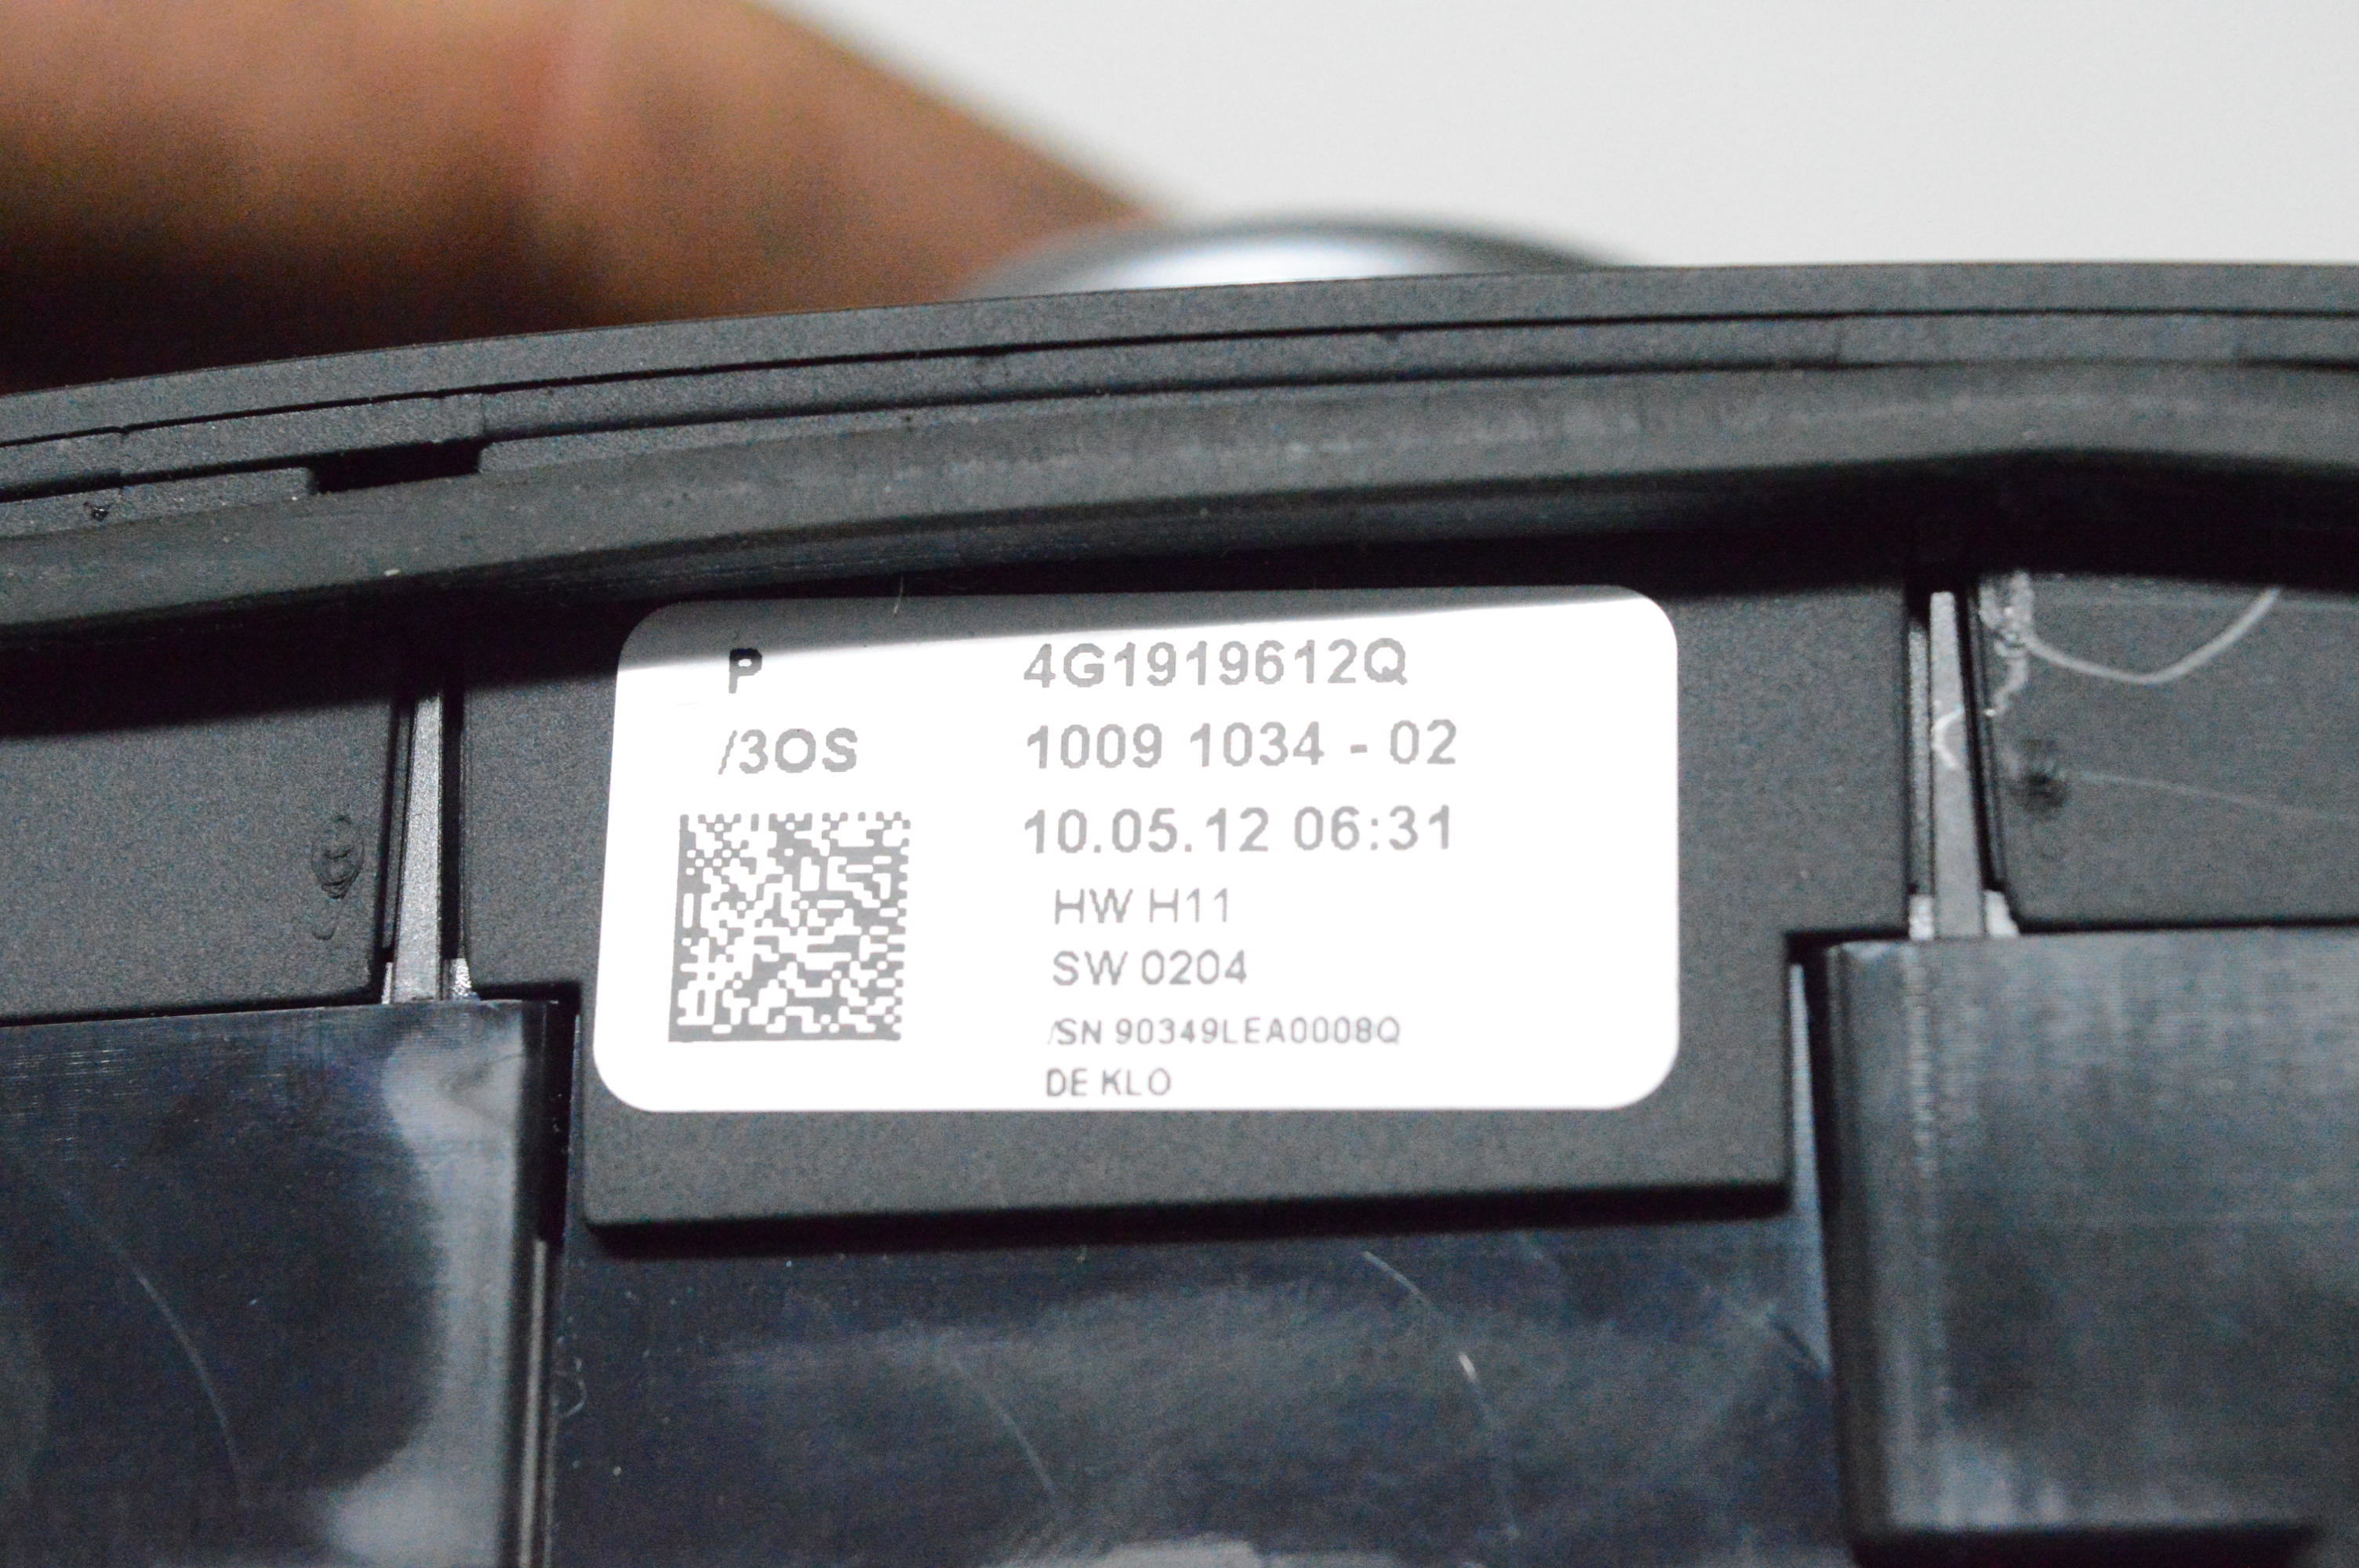 P 4G1919612Q
/3OS 1009 1034 - 02
10.05.12 06:31
HW H11
SW 0204
/SN 90349LEA0008Q
DE KLO